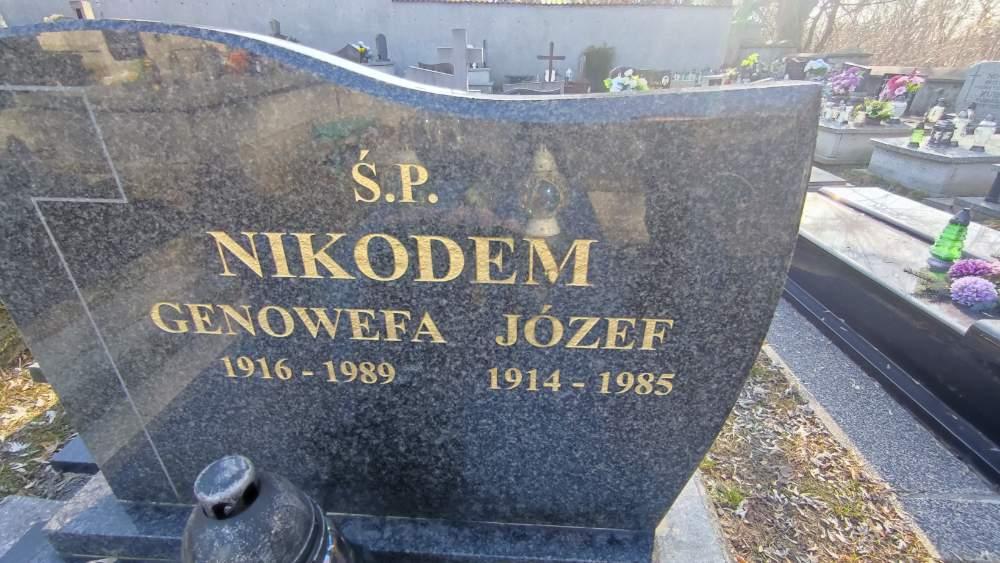 Ś.P.
NIKODEM
GENOWEFA JÓZEF
1916 - 1989 1914 - 1985